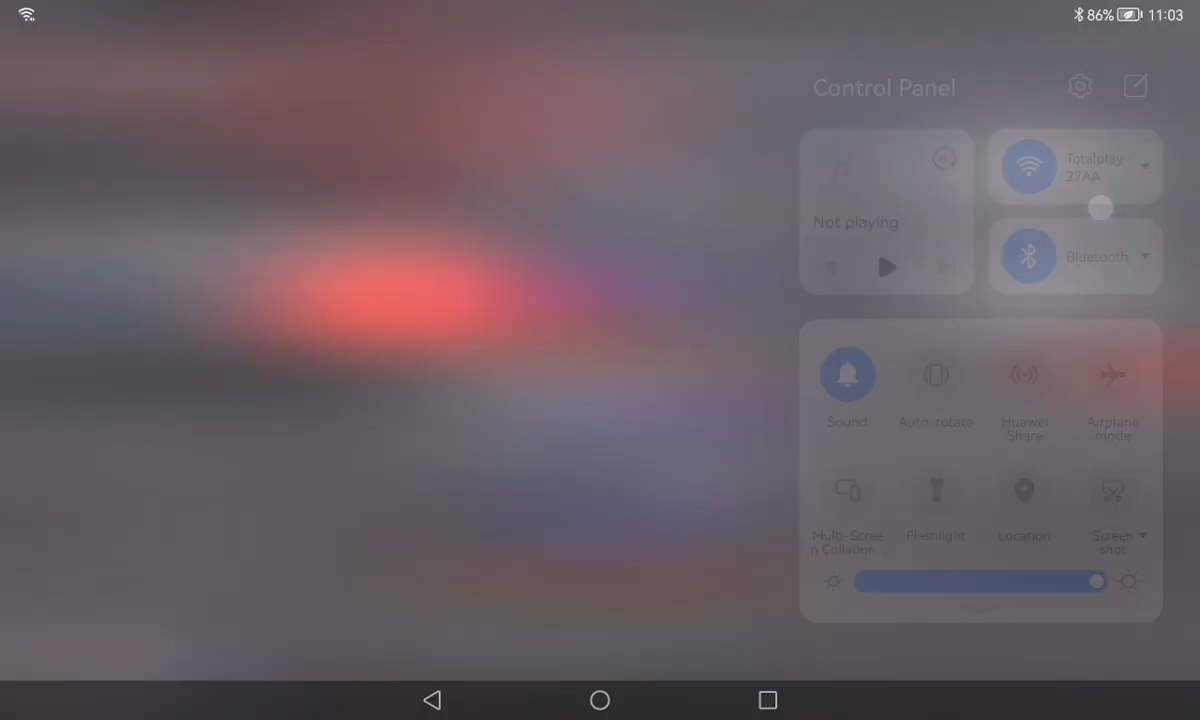 86% 11:03
Control Panel
Totalplay-
27AA
Not playing
Bluetooth
Sound
Auto-rotate
Huawei
Share
Airplane
mode
Multi-Scree
n Collabor.
Flashlight
Location
Screen
shot